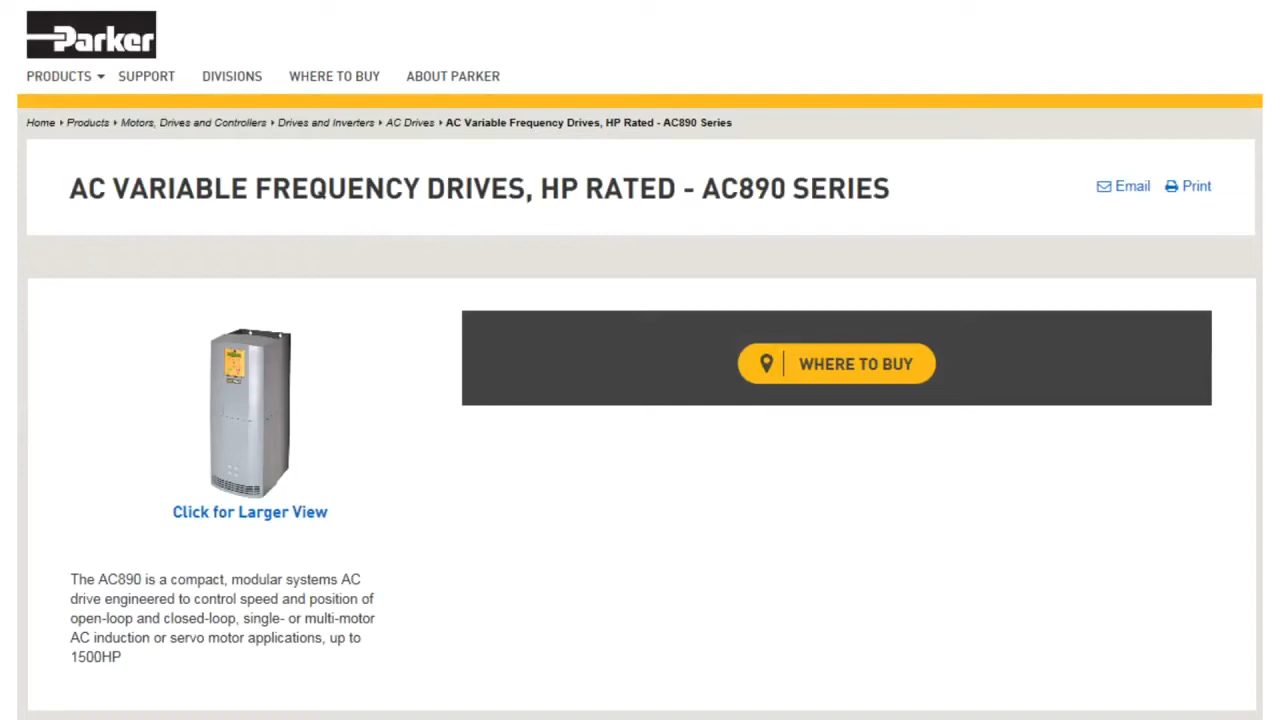 Parker
PRODUCTS SUPPORT DIVISIONS WHERE TO BUY ABOUT PARKER
Home Products Motors, Drives and Controllers Drives and Inverters AC Drives AC Variable Frequency Drives, HP Rated - AC890 Series
AC VARIABLE FREQUENCY DRIVES, HP RATED - AC890 SERIES
Email Print
WHERE TO BUY
Click for Larger View
The AC890 is a compact, modular systems AC
drive engineered to control speed and position of
open-loop and closed-loop, single- or multi-motor
AC induction or servo motor applications, up to
1500HP